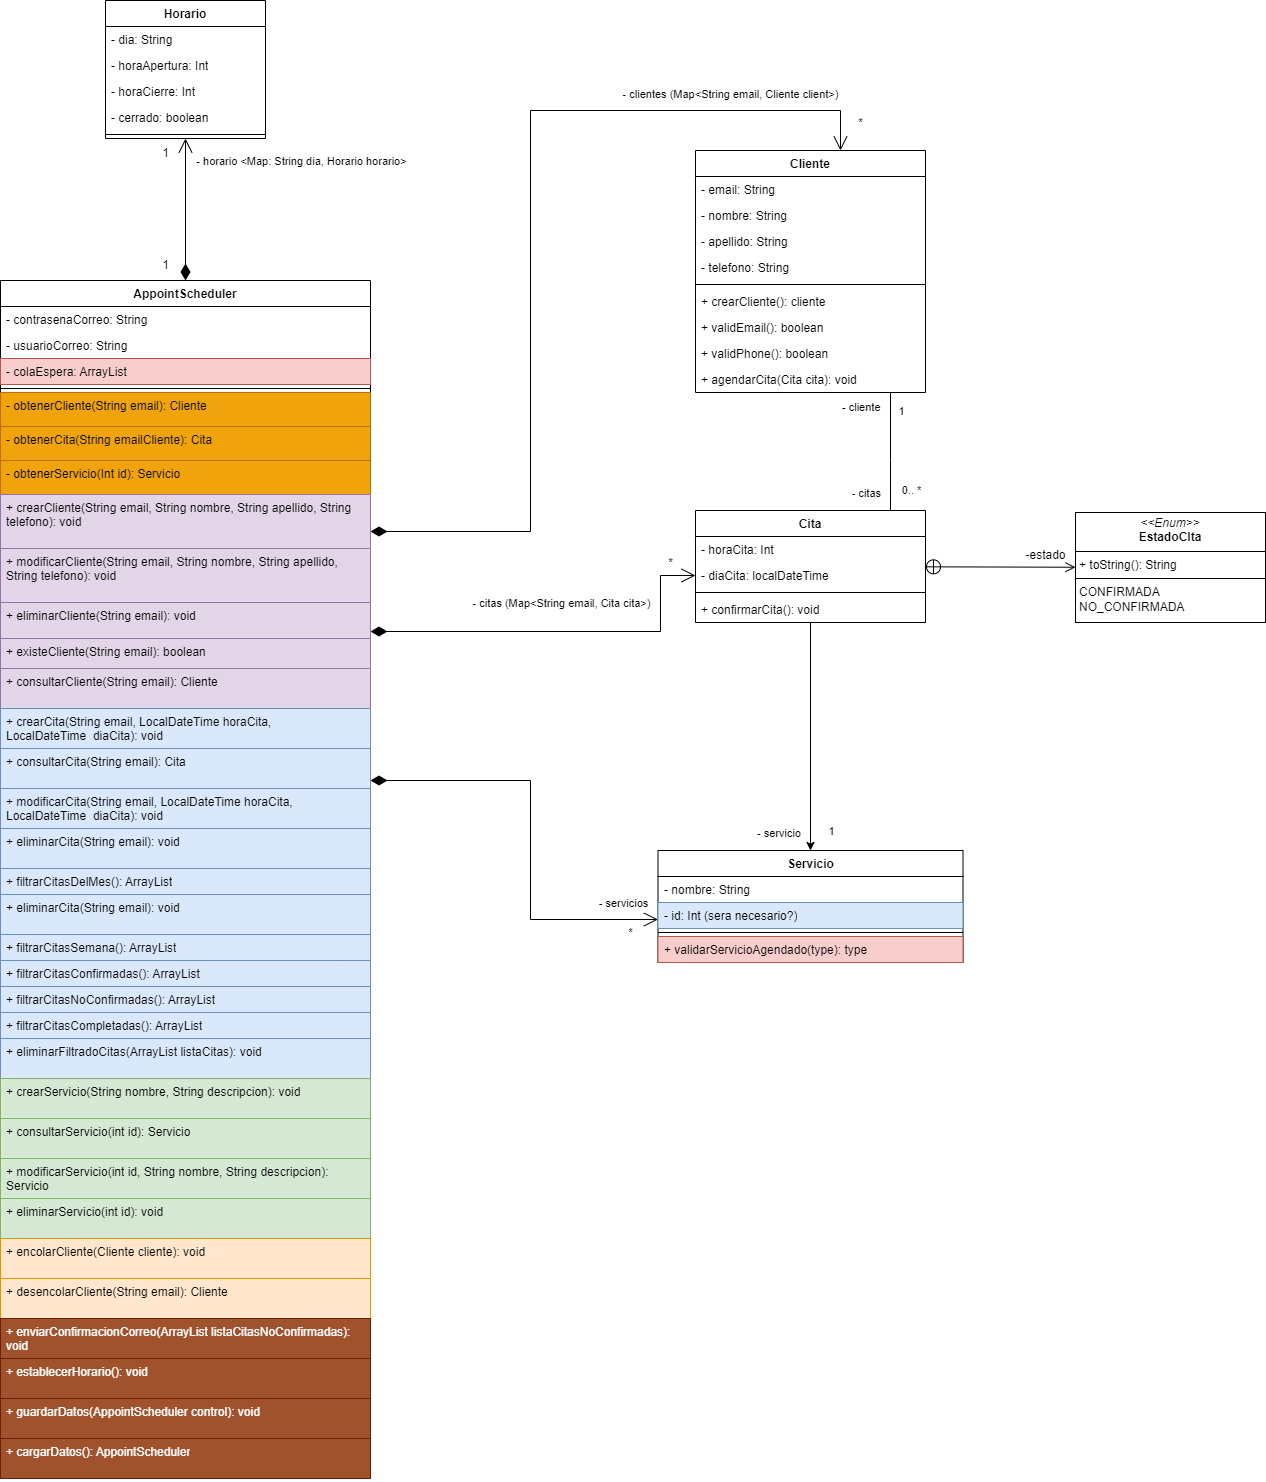 Horario
- dia: String
- horaApertura: Int
- horaCierre: Int
- cerrado: boolean
1
- horario <Map: String dia, Horario horario>
1
AppointScheduler
- contrasenaCorreo: String
- usuarioCorreo: String
- colaEspera: ArrayList
- obtenerCliente(String email): Cliente
- obtenerCita(String emailCliente): Cita
- obtenerServicio(Int id): Servicio
+ crearCliente(String email, String nombre, String apellido, String
telefono): void
+ modificarCliente(String email, String nombre, String apellido,
String telefono): void
+ eliminarCliente(String email): void
+ existeCliente(String email): boolean
+ consultarCliente(String email): Cliente
+ crearCita(String email, LocalDateTime horaCita,
LocalDateTime  diaCita): void
+ consultarCita(String email): Cita
+ modificarCita(String email, LocalDateTime horaCita,
LocalDateTime  diaCita): void
+ eliminarCita(String email): void
+ filtrarCitasDelMes(): ArrayList
+ eliminarCita(String email): void
+ filtrarCitasSemana(): ArrayList
+ filtrarCitasConfirmadas(): ArrayList
+ filtrarCitasNoConfirmadas(): ArrayList
+ filtrarCitasCompletadas(): ArrayList
+ eliminarFiltradoCitas(ArrayList listaCitas): void
+ crearServicio(String nombre, String descripcion): void
+ consultarServicio(int id): Servicio
+ modificarServicio(int id, String nombre, String descripcion):
Servicio
+ eliminarServicio(int id): void
+ encolarCliente(Cliente cliente): void
+ desencolarCliente(String email): Cliente
+ enviarConfirmacionCorreo(ArrayList listaCitasNoConfirmadas):
void
+ establecerHorario(): void
+ guardarDatos(AppointScheduler control): void
+ cargarDatos(): AppointScheduler
- clientes (Map<String email, Cliente client>)
*
Cliente
- email: String
- nombre: String
- apellido: String
- telefono: String
+ crearCliente(): cliente
+ validEmail(): boolean
+ validPhone(): boolean
+ agendarCita(Cita cita): void
- cliente
1
- citas
0.. *
*
- citas (Map<String email, Cita cita>)
Cita
- horaCita: Int
- diaCita: localDateTime
+ confirmarCita(): void
-estado
<<Enum>>
EstadoCIta
+ toString(): String
CONFIRMADA
NO_CONFIRMADA
- servicio
1
- servicios
*
Servicio
- nombre: String
- id: Int (sera necesario?)
+ validarServicioAgendado(type): type